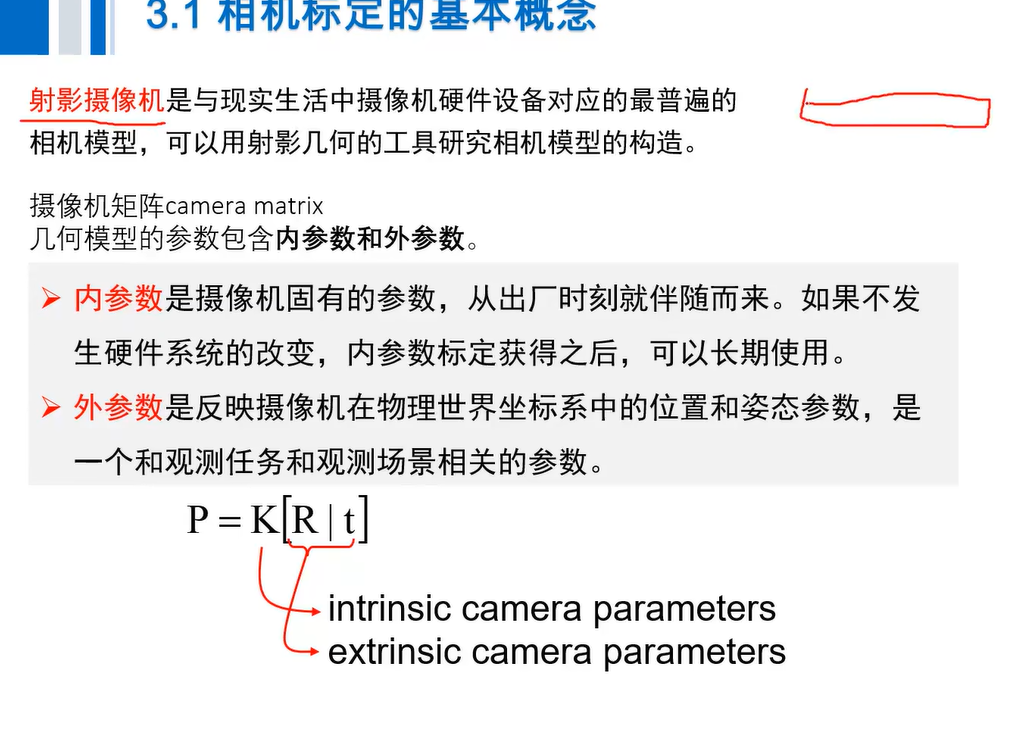 3.1 相机标定的基本概念
射影摄像机是与现实生活中摄像机硬件设备对应的最普遍的
相机模型，可以用射影几何的工具研究相机模型的构造。
摄像机矩阵camera matrix
几何模型的参数包含内参数和外参数。
➢ 内参数是摄像机固有的参数，从出厂时刻就伴随而来。如果不发
生硬件系统的改变，内参数标定获得之后，可以长期使用。
➢ 外参数是反映摄像机在物理世界坐标系中的位置和姿态参数，是
一个和观测任务和观测场景相关的参数。
P = K[R | t]
intrinsic camera parameters
extrinsic camera parameters